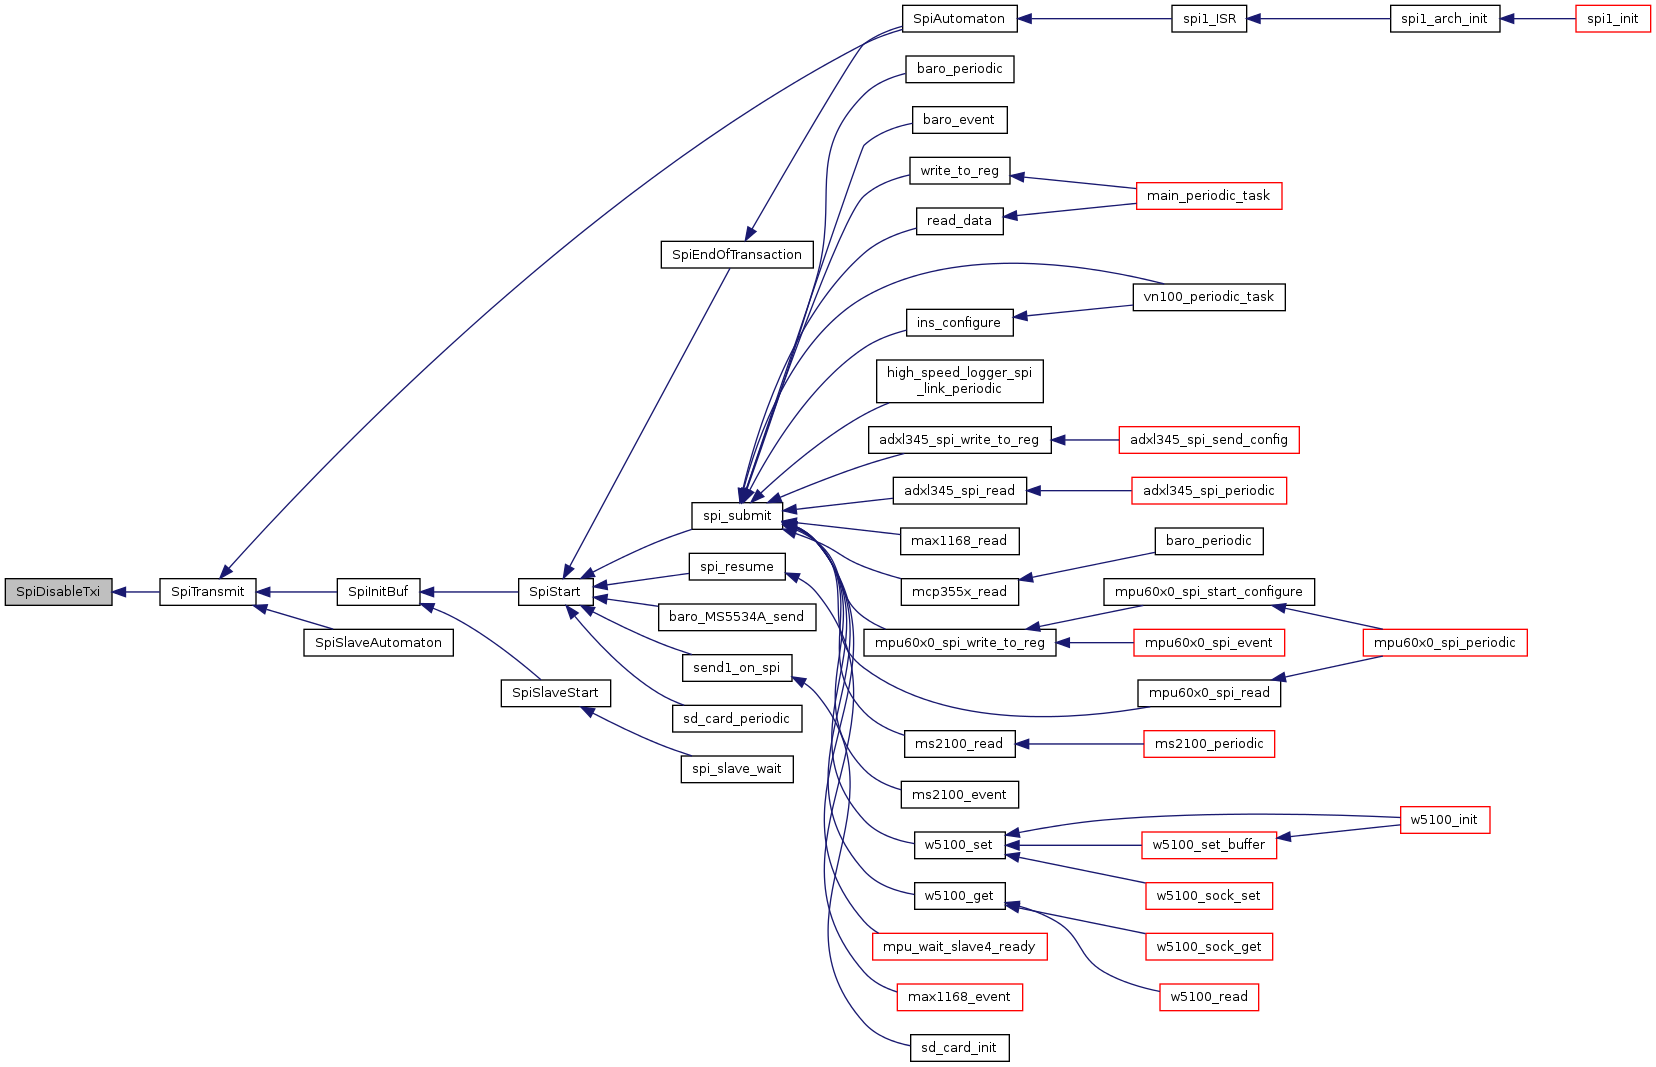 SpiAutomaton
spi1_ISR
spi1_arch_init
spi1_init
baro_periodic
baro_event
write_to_reg
main_periodic_task
read_data
SpiEndOfTransaction
vn100_periodic_task
ins_configure
high_speed_logger_spi
_link_periodic
adxl345_spi_write_to_reg
adxl345_spi_send_config
adxl345_spi_read
adxl345_spi_periodic
spi_submit
max1168_read
baro_periodic
spi_resume
SpiDisableTxi
SpiTransmit
SpiInitBuf
SpiStart
mcp355x_read
mpu60x0_spi_start_configure
baro_MS5534A_send
SpiSlaveAutomaton
mpu60x0_spi_write_to_reg
mpu60x0_spi_event
mpu60x0_spi_periodic
send1_on_spi
SpiSlaveStart
mpu60x0_spi_read
sd_card_periodic
ms2100_read
ms2100_periodic
spi_slave_wait
ms2100_event
w5100_init
w5100_set
w5100_set_buffer
w5100_get
w5100_sock_set
mpu_wait_slave4_ready
w5100_sock_get
max1168_event
w5100_read
sd_card_init